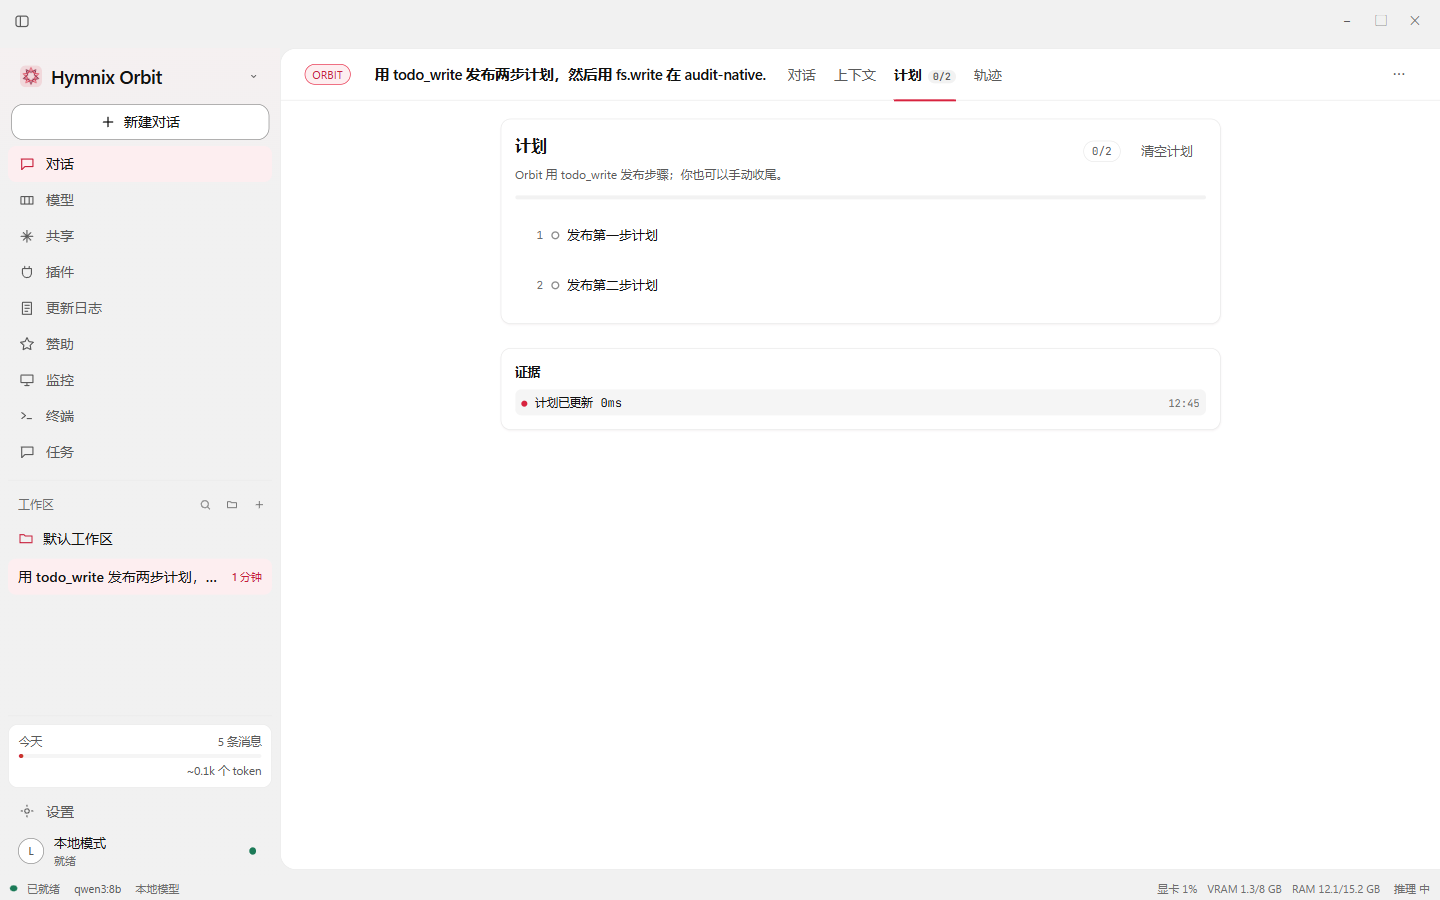 Hymnix Orbit
新建对话
对话
模型
共享
插件
更新日志
赞助
监控
终端
任务
工作区
默认工作区
用 todo_write 发布两步计划，... 1 分钟
今天 5 条消息
~0.1k 个 token
设置
L 本地模式
就绪
ORBIT 用 todo_write 发布两步计划，然后用 fs.write 在 audit-native. 对话 上下文 计划 0/2 轨迹
计划 0/2 清空计划
Orbit 用 todo_write 发布步骤；你也可以手动收尾。
1 发布第一步计划
2 发布第二步计划
证据
计划已更新 0ms 12:45
已就绪 qwen3:8b 本地模型 显卡 1% VRAM 1.3/8 GB RAM 12.1/15.2 GB 推理 中